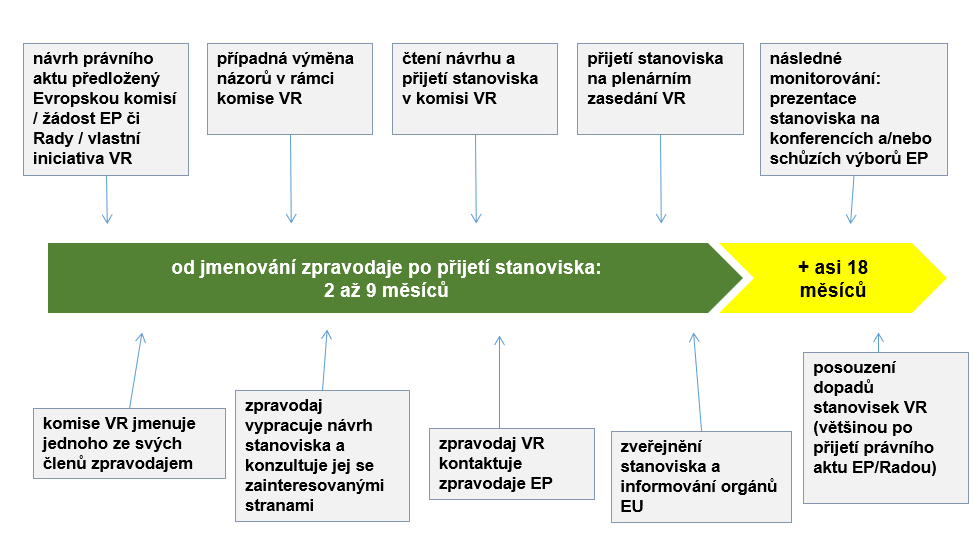 návrh právního
aktu předložený
Evropskou komisí
/ žádost EP či
Rady / vlastní
iniciativa VR
případná výměna
názorů v rámci
komise VR
čtení návrhu a
přijetí stanoviska
v komisi VR
přijetí stanoviska
na plenárním
zasedání VR
následné
monitorování:
prezentace
stanoviska na
konferencích a/nebo
schůzích výborů EP
od jmenování zpravodaje po přijetí stanoviska:
2 až 9 měsíců
+ asi 18
měsíců
komise VR jmenuje
jednoho ze svých
členů zpravodajem
zpravodaj
vypracuje návrh
stanoviska a
konzultuje jej se
zainteresovanými
stranami
zpravodaj VR
kontaktuje
zpravodaje EP
zveřejnění
stanoviska a
informování orgánů
EU
posouzení
dopadů
stanovisek VR
(většinou po
přijetí právního
aktu EP/Radou)